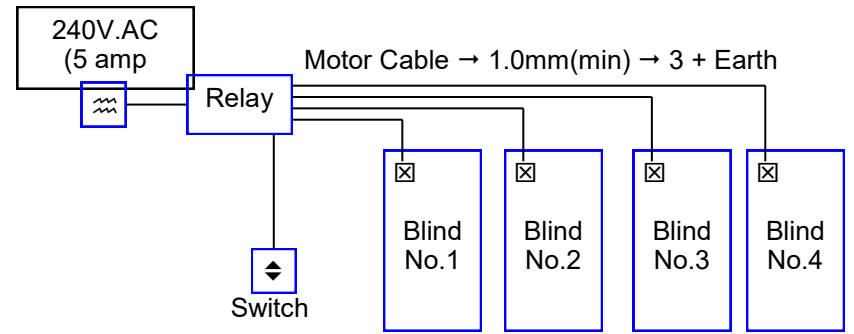 240V.AC
(5 amp
Motor Cable → 1.0mm(min) → 3 + Earth
Relay
Blind
No.1
Blind
No.2
Blind
No.3
Blind
No.4
Switch